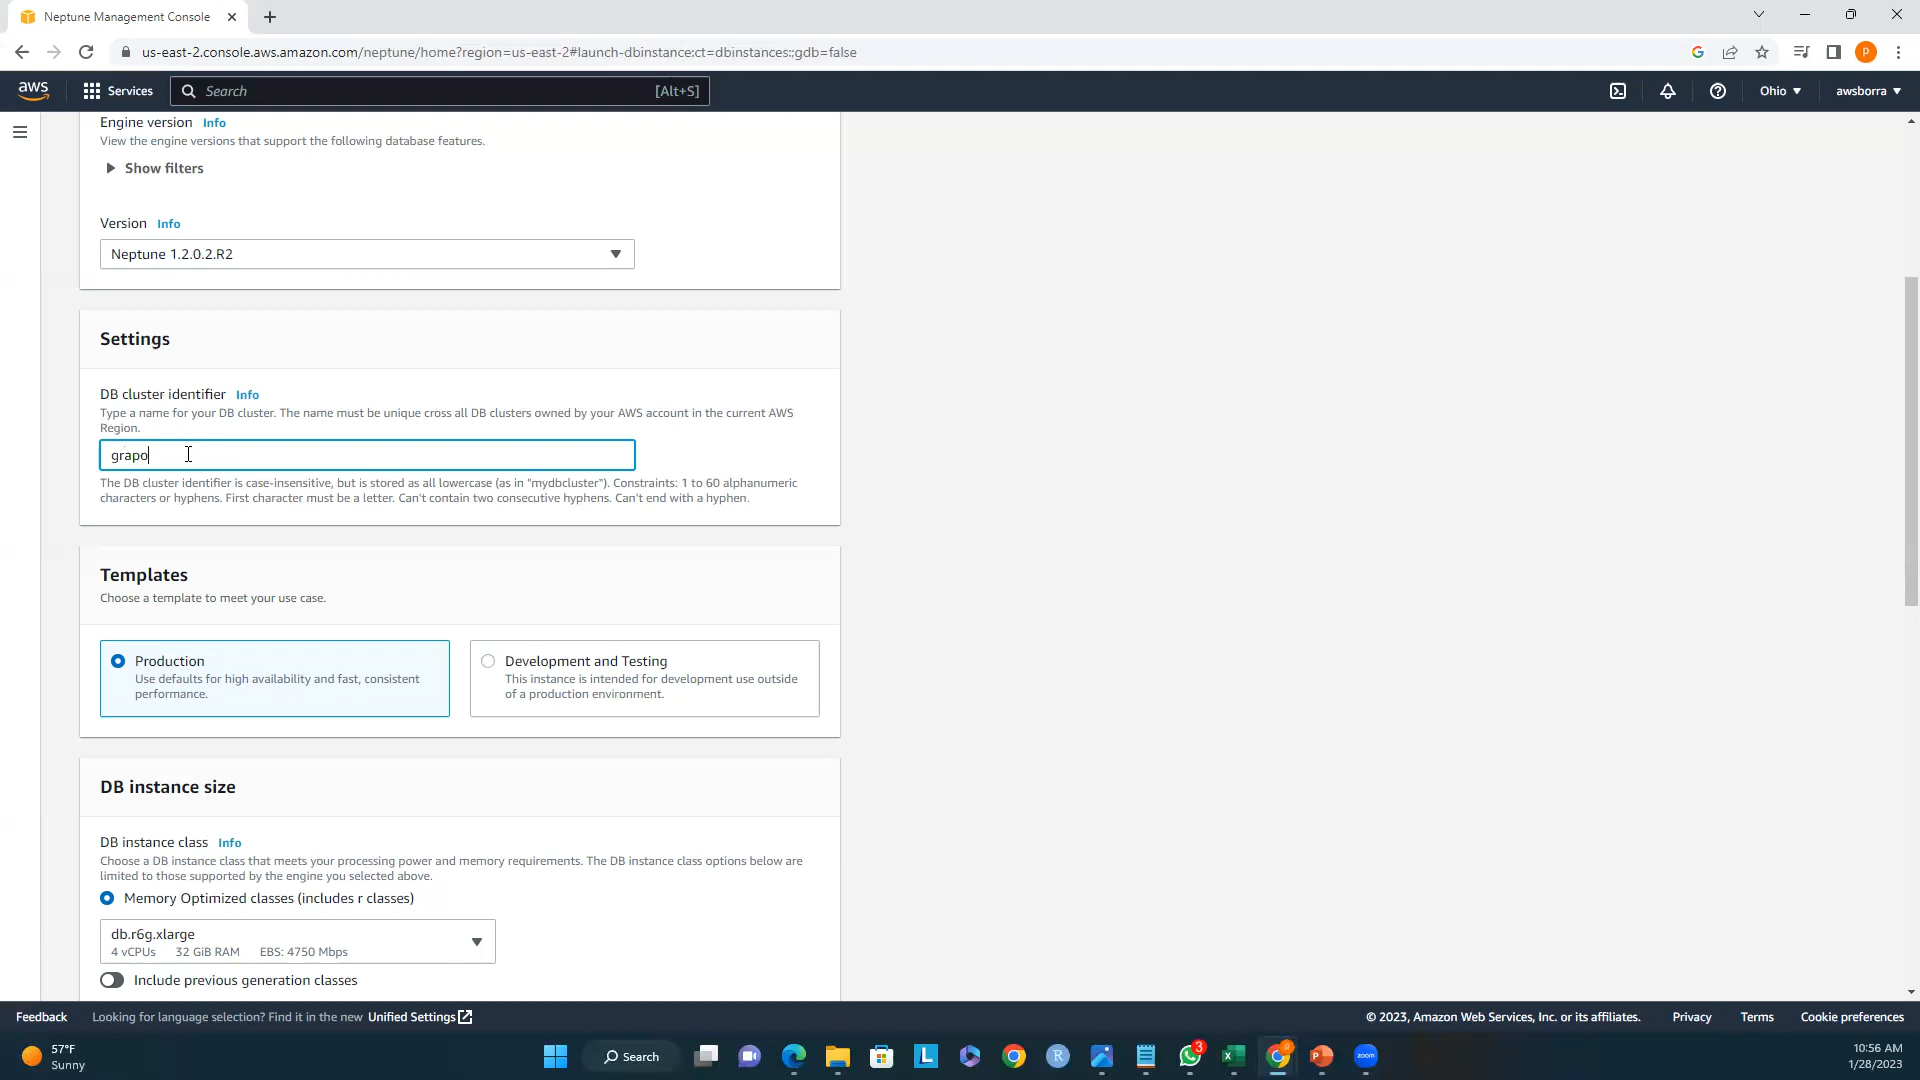 Neptune Management Console
us-east-2.console.aws.amazon.com/neptune/home?region=us-east-2#launch-dbinstance:ct=dbinstances:;gdb=false
G
P
aws
Services
Search
[Alt+S]
Ohio
awsborra
Engine version Info
View the engine versions that support the following database features.
Show filters
Version Info
Neptune 1.2.0.2.R2
Settings
DB cluster identifier Info
Type a name for your DB cluster. The name must be unique cross all DB clusters owned by your AWS account in the current AWS
Region.
grapo
The DB cluster identifier is case-insensitive, but is stored as all lowercase (as in "mydbcluster"). Constraints: 1 to 60 alphanumeric
characters or hyphens. First character must be a letter. Can't contain two consecutive hyphens. Can't end with a hyphen.
Templates
Choose a template to meet your use case.
Production
Use defaults for high availability and fast, consistent
performance.
Development and Testing
This instance is intended for development use outside
of a production environment.
DB instance size
DB instance class Info
Choose a DB instance class that meets your processing power and memory requirements. The DB instance class options below are
limited to those supported by the engine you selected above.
Memory Optimized classes (includes r classes)
db.r6g.xlarge
4 vCPUs 32 GiB RAM EBS: 4750 Mbps
Include previous generation classes
Feedback
Looking for language selection? Find it in the new Unified Settings
© 2023, Amazon Web Services, Inc. or its affiliates.
Privacy
Terms
Cookie preferences
57°F
Sunny
Search
L
R
3
X
P
zoom
10:56 AM
1/28/2023